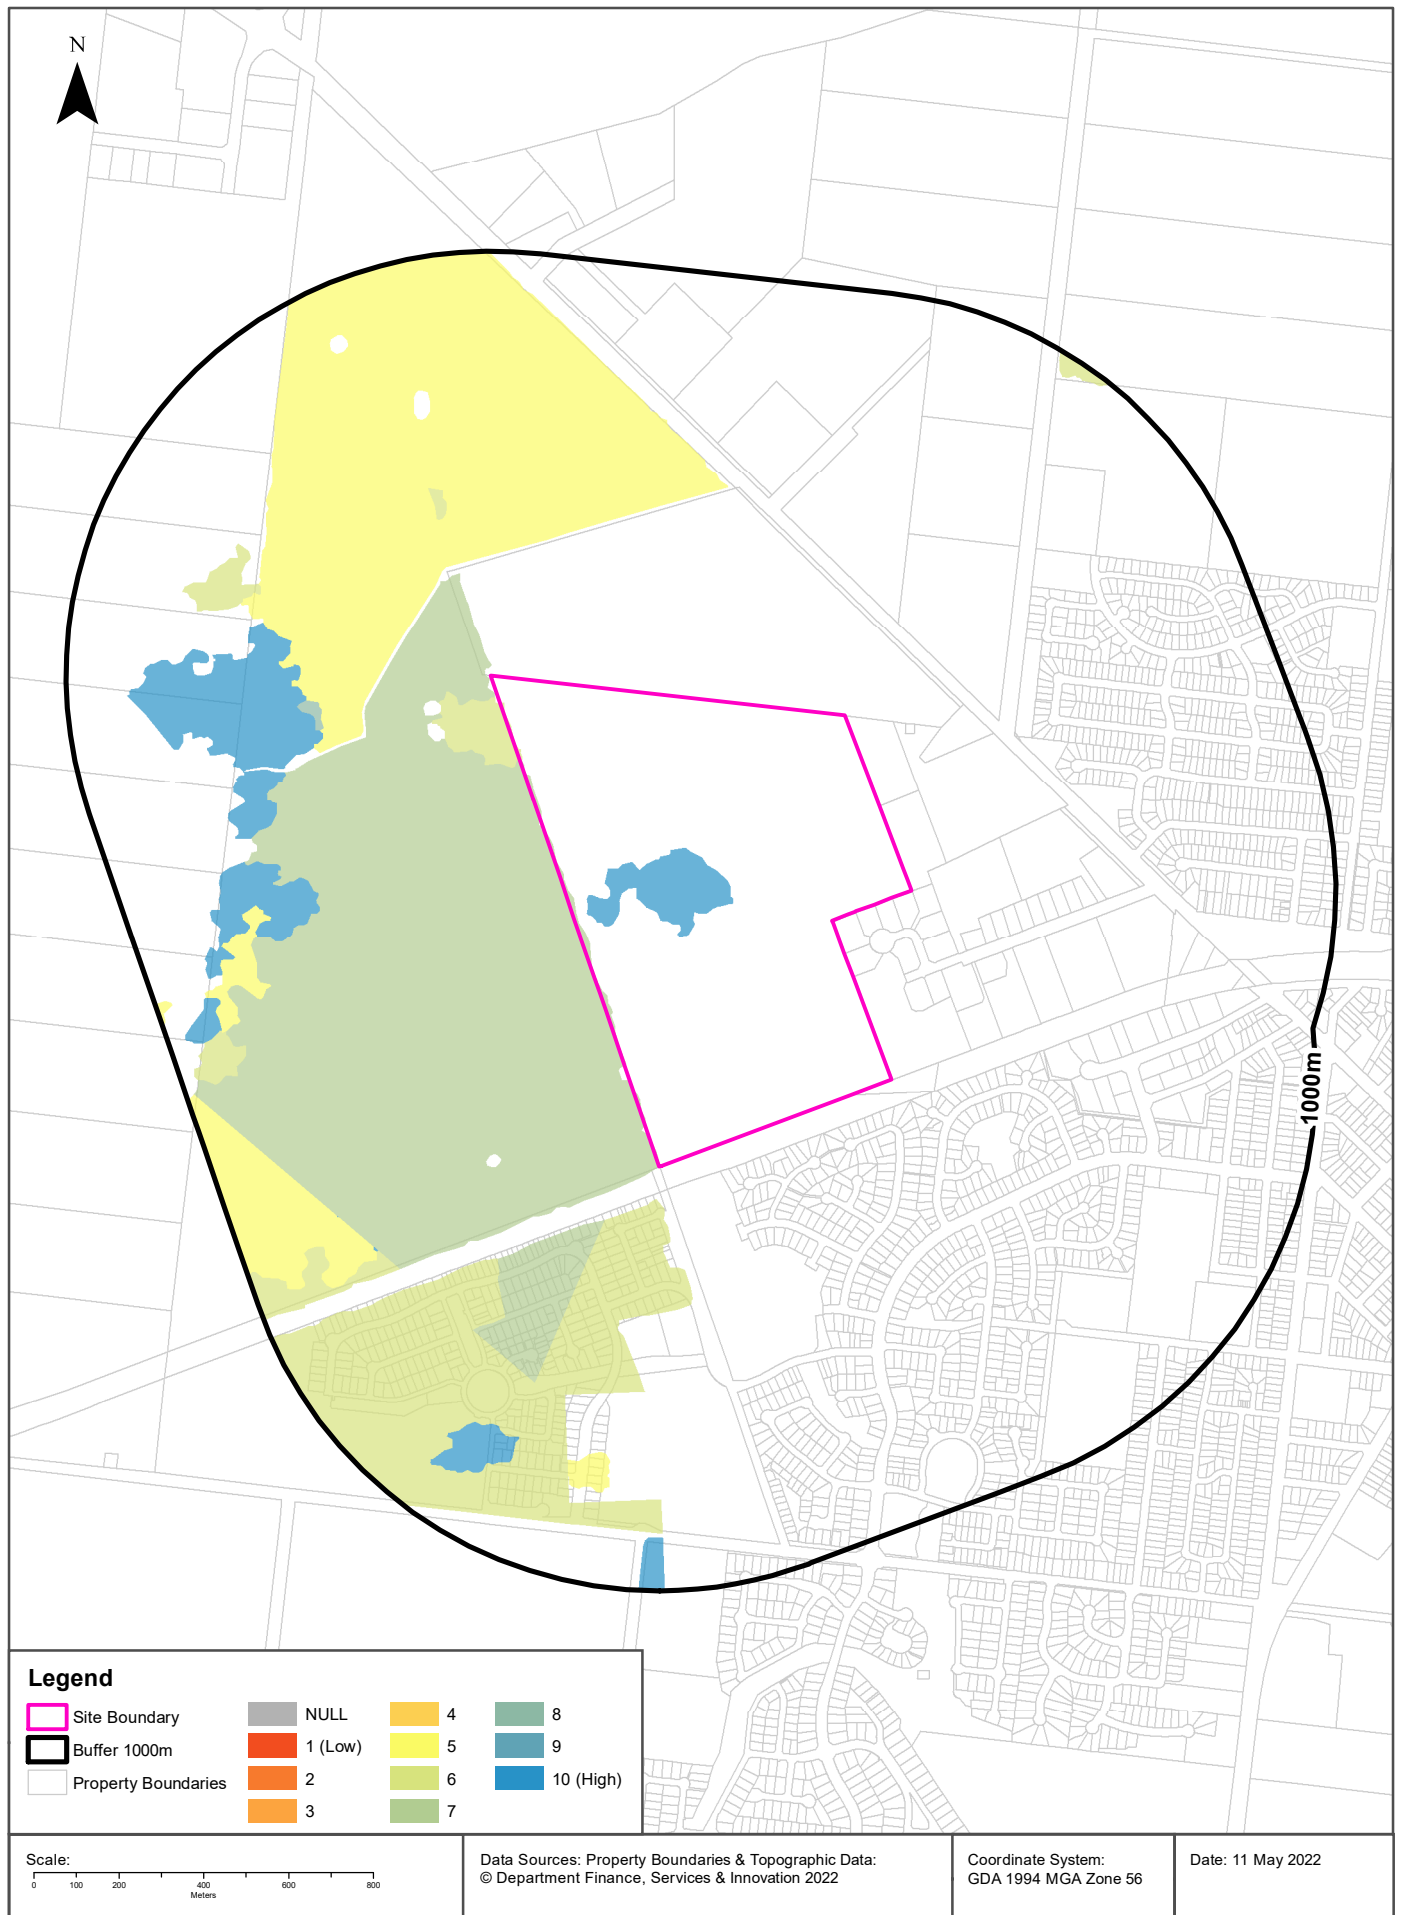 N
1000m
Legend
Site Boundary
Buffer 1000m
Property Boundaries
NULL
1 (Low)
2
3
4
5
6
7
8
9
10 (High)
Scale:
0 100 200 400 600 800
Meters
Data Sources: Property Boundaries & Topographic Data:
© Department Finance, Services & Innovation 2022
Coordinate System:
GDA 1994 MGA Zone 56
Date: 11 May 2022